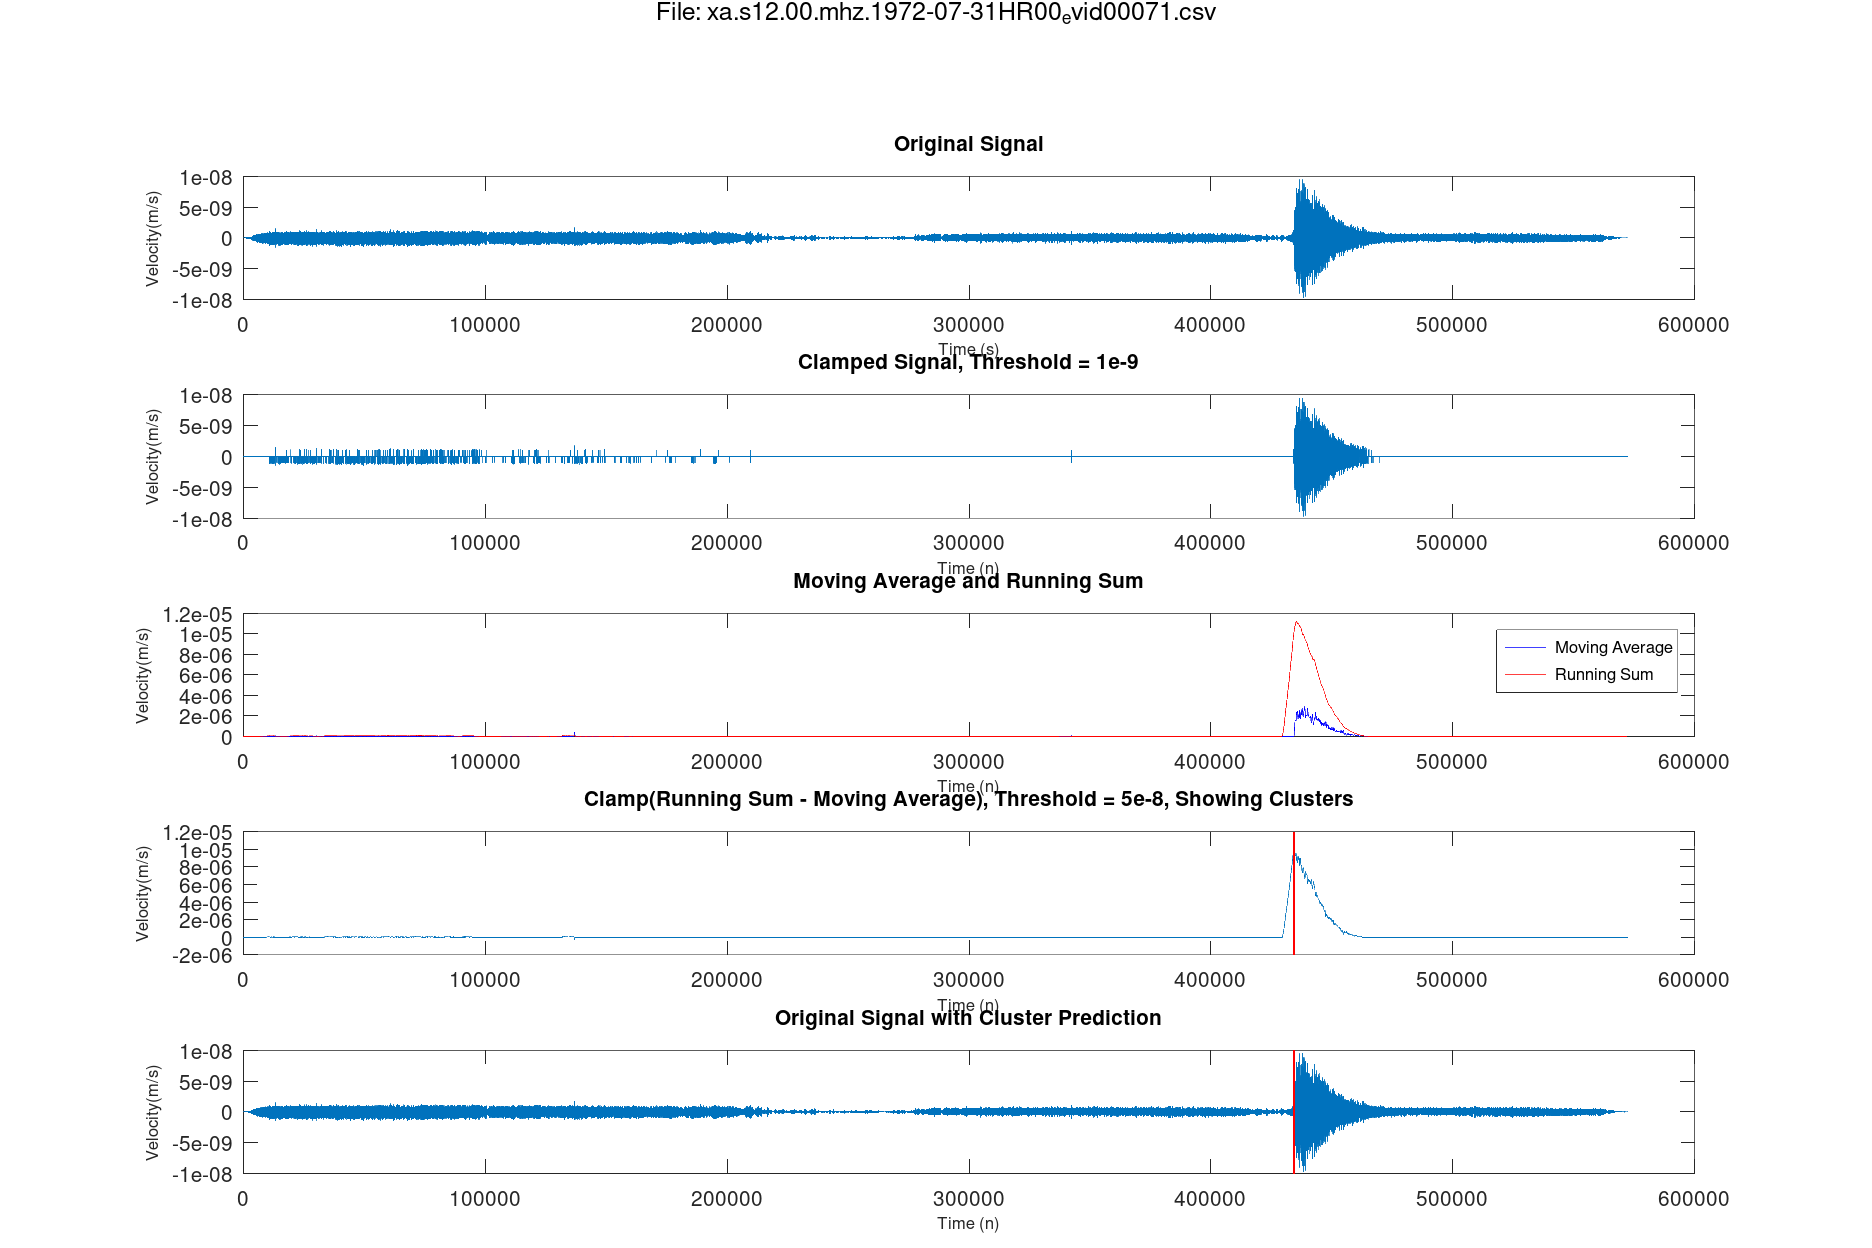 File: xa.s12.00.mhz.1972-07-31HR00ₑvid00071.csv
Original Signal
Velocity(m/s)
1e-08
5e-09
0
-5e-09
-1e-08
0 100000 200000 300000 400000 500000 600000
Time (s)
Clamped Signal, Threshold = 1e-9
Velocity(m/s)
1e-08
5e-09
0
-5e-09
-1e-08
0 100000 200000 300000 400000 500000 600000
Time (n)
Moving Average and Running Sum
Velocity(m/s)
1.2e-05
1e-05
8e-06
6e-06
4e-06
2e-06
0
Moving Average
Running Sum
0 100000 200000 300000 400000 500000 600000
Time (n)
Clamp(Running Sum - Moving Average), Threshold = 5e-8, Showing Clusters
Velocity(m/s)
1.2e-05
1e-05
8e-06
6e-06
4e-06
2e-06
0
-2e-06
0 100000 200000 300000 400000 500000 600000
Time (n)
Original Signal with Cluster Prediction
Velocity(m/s)
1e-08
5e-09
0
-5e-09
-1e-08
0 100000 200000 300000 400000 500000 600000
Time (n)